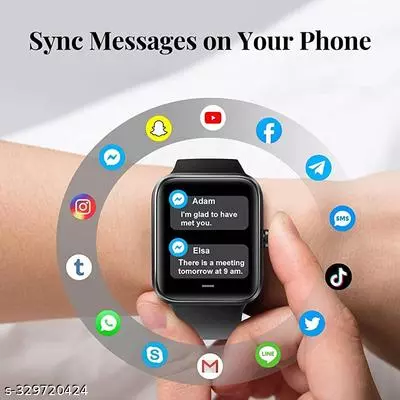 Sync Messages on Your Phone
SMS
Adam
I'm glad to have
met you.
Elsa
There is a meeting
tomorrow at 9 am.
t
LINE
s-329720424